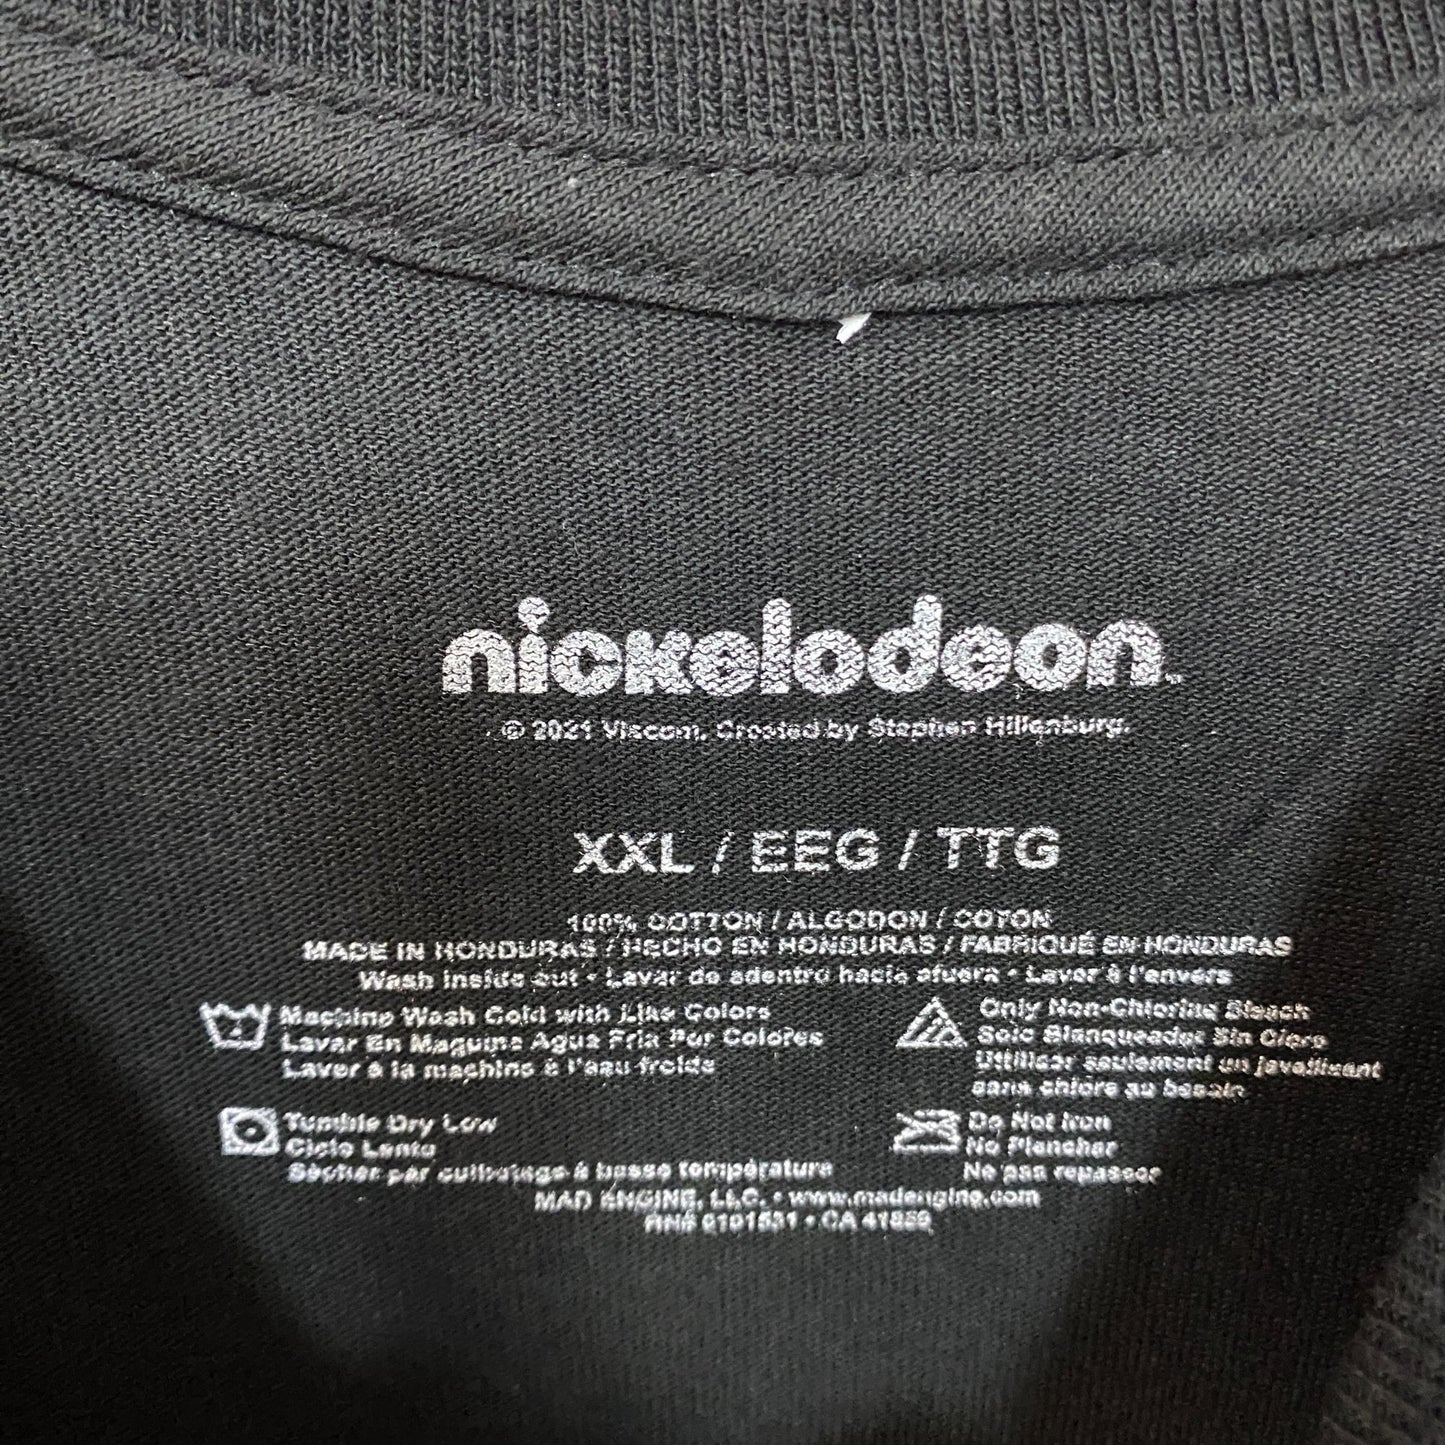 nickelodeon
© 2021 Viacom. Created by Stephen Hillenburg.
XXL / EEG / TTG
100% COTTON / ALGODON / COTON
MADE IN HONDURAS / HECHO EN HONDURAS / FABRIQUÉ EN HONDURAS
Wash inside out • Lavar de adentro hacia afuera • Laver à l'envers
Machine Wash Cold with Like Colors
Lavar En Maquina Agua Fria Por Colores
Laver à la machine à l'eau froide
Only Non-Chlorine Bleach
Solo Blanqueador Sin Cloro
Utiliser seulement un javellisant
sans chlore au besoin
Tumble Dry Low
Ciclo Lento
Sécher par culbutage à basse température
Do Not Iron
No Planchar
Ne pas repasser
MAD ENGINE, LLC. • www.madengine.com
RN# 0101531 • CA 41859